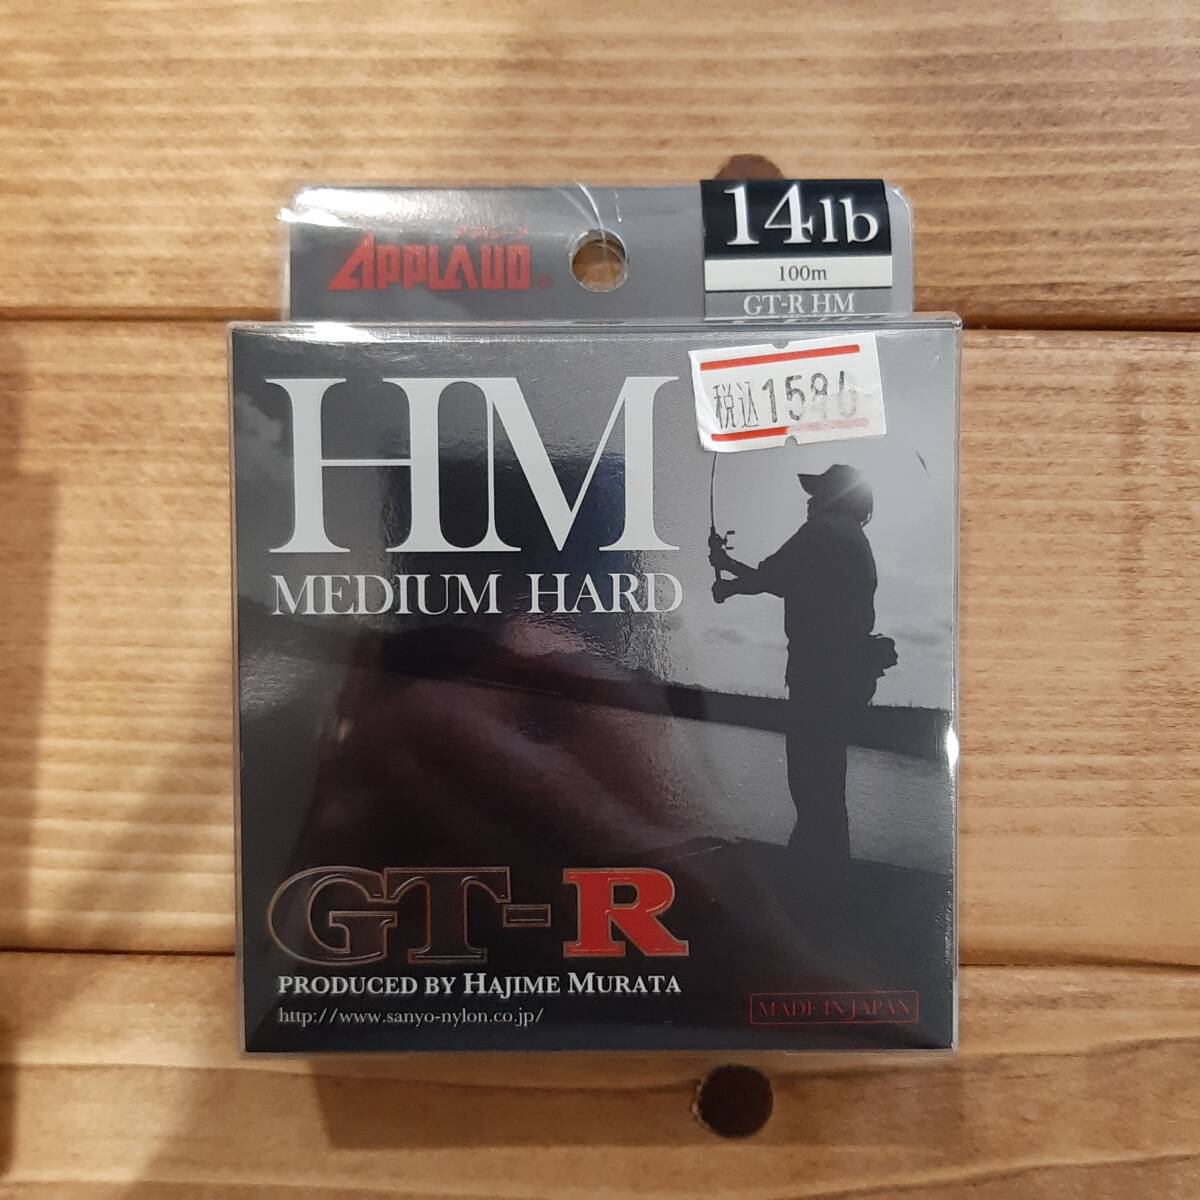 アプロード
APPLAUD®
14lb
100m
GT-R HM
税込1586
HM
MEDIUM HARD
GT-R
PRODUCED BY HAJIME MURATA
http://www.sanyo-nylon.co.jp/
MADE IN JAPAN